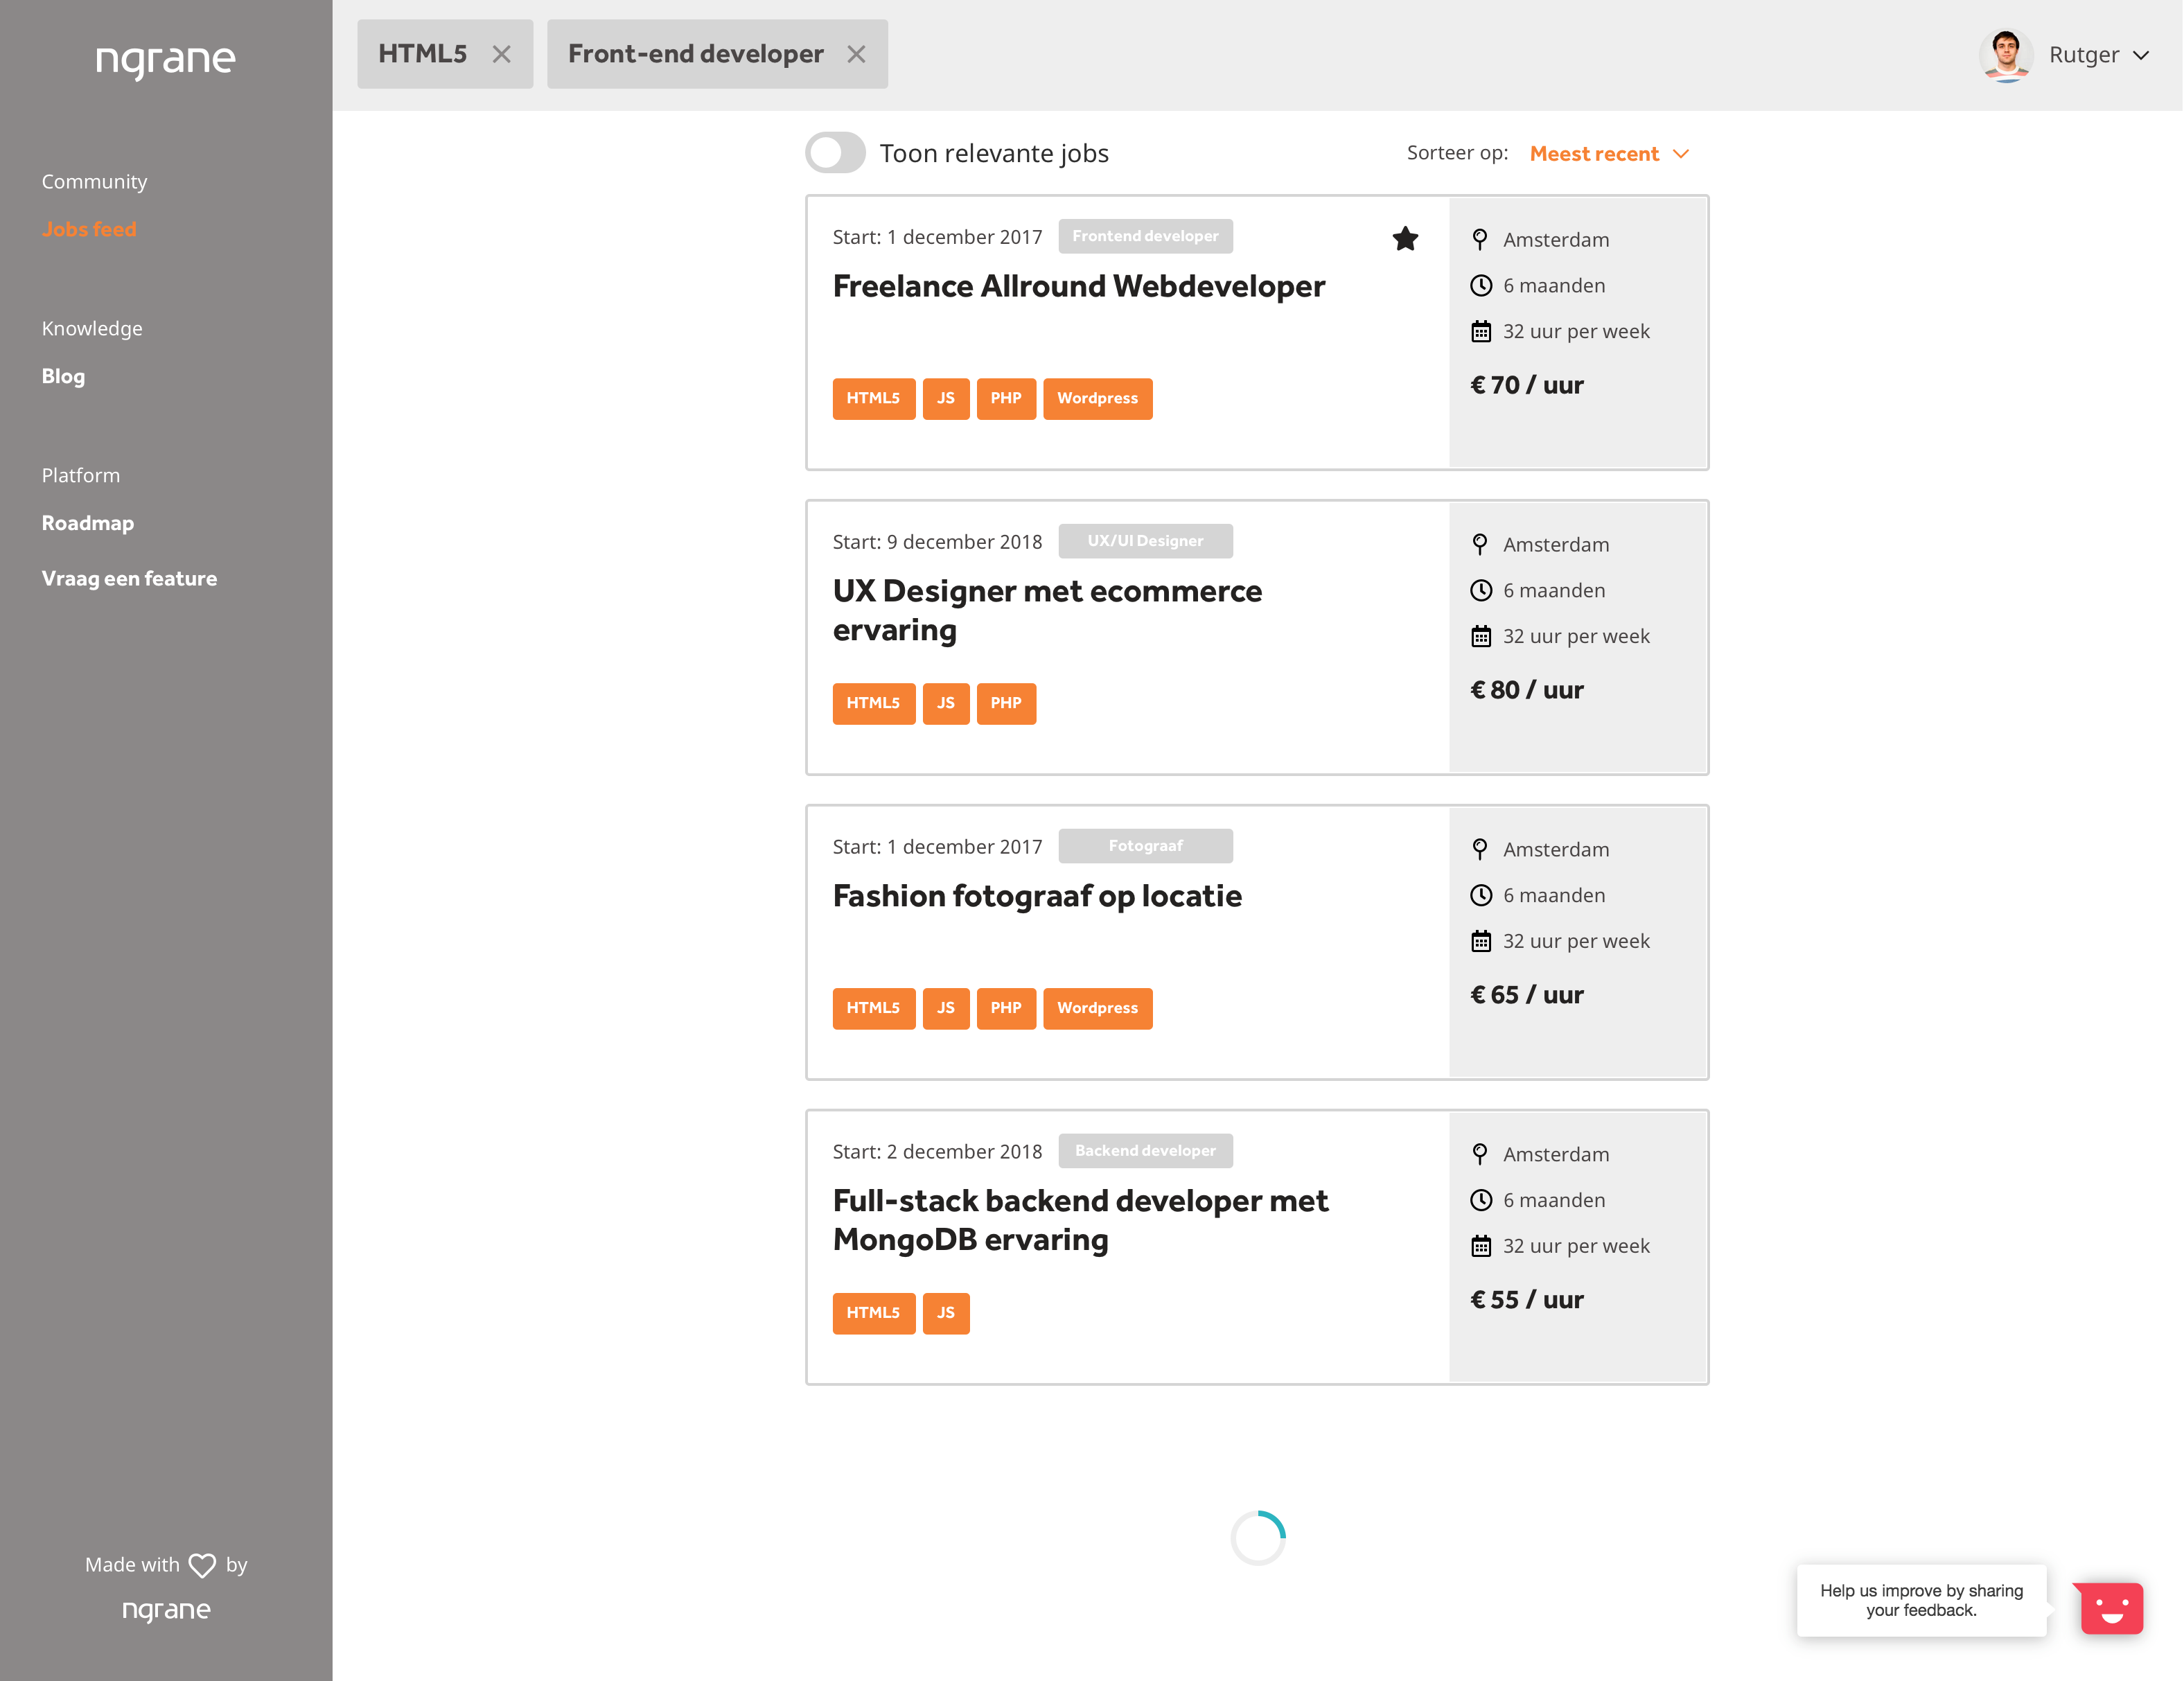 ngrane
HTML5
Front-end developer
Rutger
Community
Jobs feed
Knowledge
Blog
Platform
Roadmap
Vraag een feature
Made with by
ngrane
Toon relevante jobs
Sorteer op: Meest recent
Start: 1 december 2017 Frontend developer
Freelance Allround Webdeveloper
HTML5 JS PHP Wordpress
Amsterdam
6 maanden
32 uur per week
€ 70 / uur
Start: 9 december 2018 UX/UI Designer
UX Designer met ecommerce
ervaring
HTML5 JS PHP
Amsterdam
6 maanden
32 uur per week
€ 80 / uur
Start: 1 december 2017 Fotograaf
Fashion fotograaf op locatie
HTML5 JS PHP Wordpress
Amsterdam
6 maanden
32 uur per week
€ 65 / uur
Start: 2 december 2018 Backend developer
Full-stack backend developer met
MongoDB ervaring
HTML5 JS
Amsterdam
6 maanden
32 uur per week
€ 55 / uur
Help us improve by sharing
your feedback.